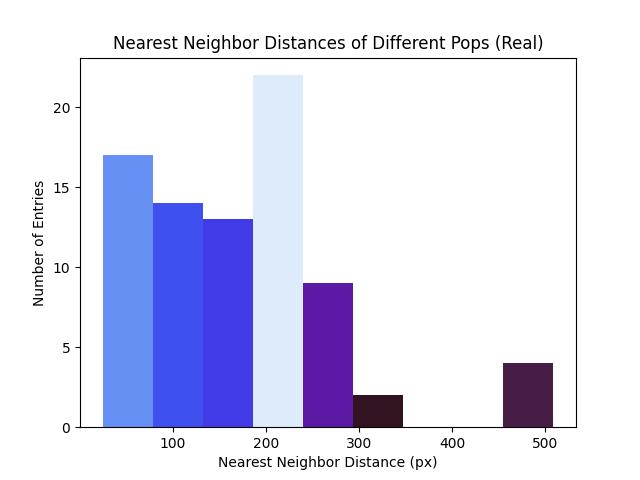 Nearest Neighbor Distances of Different Pops (Real)
20
15
10
5
0
Number of Entries
100 200 300 400 500
Nearest Neighbor Distance (px)